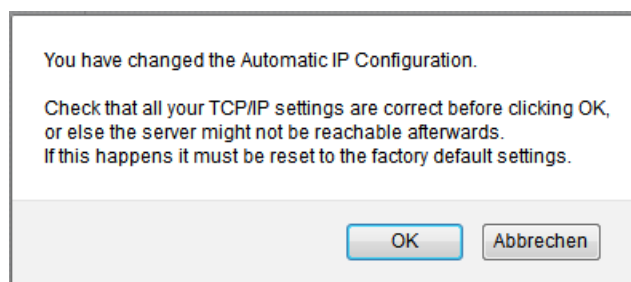 You have changed the Automatic IP Configuration.
Check that all your TCP/IP settings are correct before clicking OK,
or else the server might not be reachable afterwards.
If this happens it must be reset to the factory default settings.
OK
Abbrechen